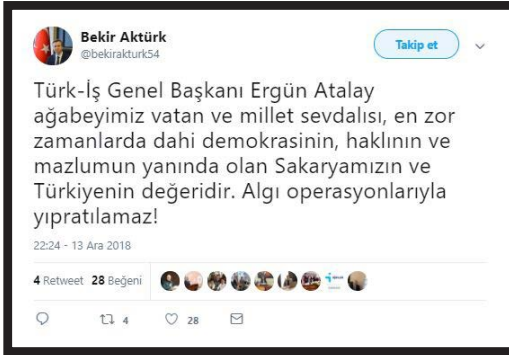 Bekir Aktürk
@bekirakturk54
Takip et
Türk-İş Genel Başkanı Ergün Atalay
ağabeyimiz vatan ve millet sevdalısı, en zor
zamanlarda dahi demokrasinin, haklının ve
mazlumun yanında olan Sakaryamızın ve
Türkiyenin değeridir. Algı operasyonlarıyla
yıpratılamaz!
22:24 - 13 Ara 2018
4 Retweet 28 Beğeni
4 28